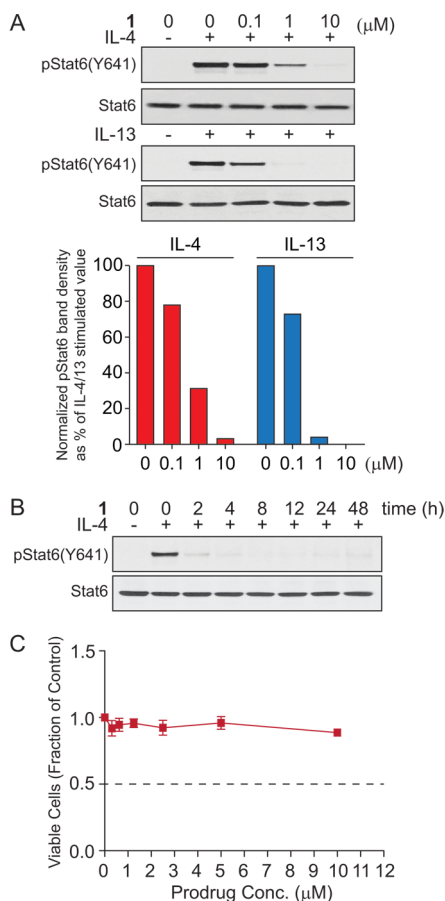 A
1 0 0 0.1 1 10 (µM)
IL-4 - + + + +
pStat6(Y641)
Stat6
IL-13 - + + + +
pStat6(Y641)
Stat6
Normalized pStat6 band density
as % of IL-4/13 stimulated value
IL-4 IL-13
100
80
60
40
20
0
0 0.1 1 10 0 0.1 1 10 (µM)
B
1 0 0 2 4 8 12 24 48 time (h)
IL-4 - + + + + + + +
pStat6(Y641)
Stat6
C
Viable Cells (Fraction of Control)
1.5
1.0
0.5
0.0
0 1 2 3 4 5 6 7 8 9 10 11 12
Prodrug Conc. (µM)